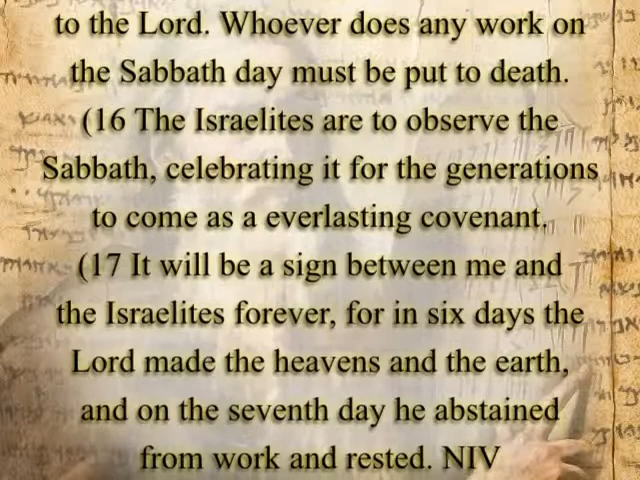 to the Lord. Whoever does any work on
the Sabbath day must be put to death.
(16 The Israelites are to observe the
Sabbath, celebrating it for the generations
to come as a everlasting covenant.
(17 It will be a sign between me and
the Israelites forever, for in six days the
Lord made the heavens and the earth,
and on the seventh day he abstained
from work and rested. NIV